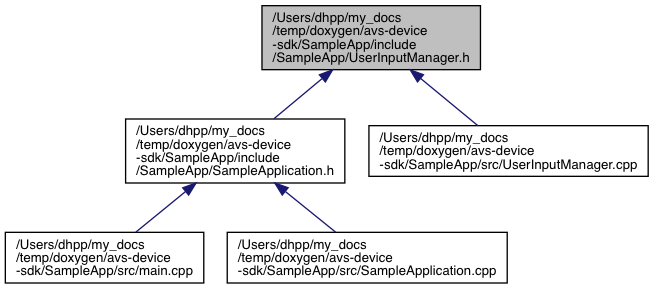 /Users/dhpp/my_docs
/temp/doxygen/avs-device
-sdk/SampleApp/include
/SampleApp/UserInputManager.h
/Users/dhpp/my_docs
/temp/doxygen/avs-device
-sdk/SampleApp/include
/SampleApp/SampleApplication.h
/Users/dhpp/my_docs
/temp/doxygen/avs-device
-sdk/SampleApp/src/UserInputManager.cpp
/Users/dhpp/my_docs
/temp/doxygen/avs-device
-sdk/SampleApp/src/main.cpp
/Users/dhpp/my_docs
/temp/doxygen/avs-device
-sdk/SampleApp/src/SampleApplication.cpp